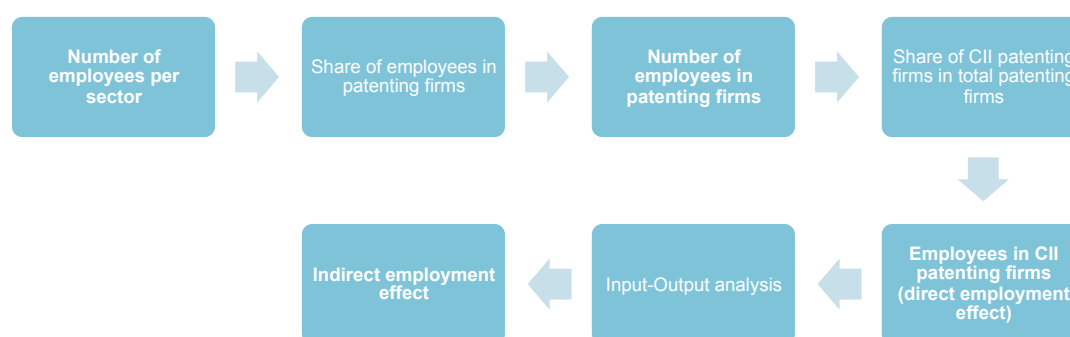 Number of
employees per
sector
Share of employees in
patenting firms
Number of
employees in
patenting firms
Share of CII patenting
firms in total patenting
firms
Employees in CII
patenting firms
(direct employment
effect)
Input-Output analysis
Indirect employment
effect